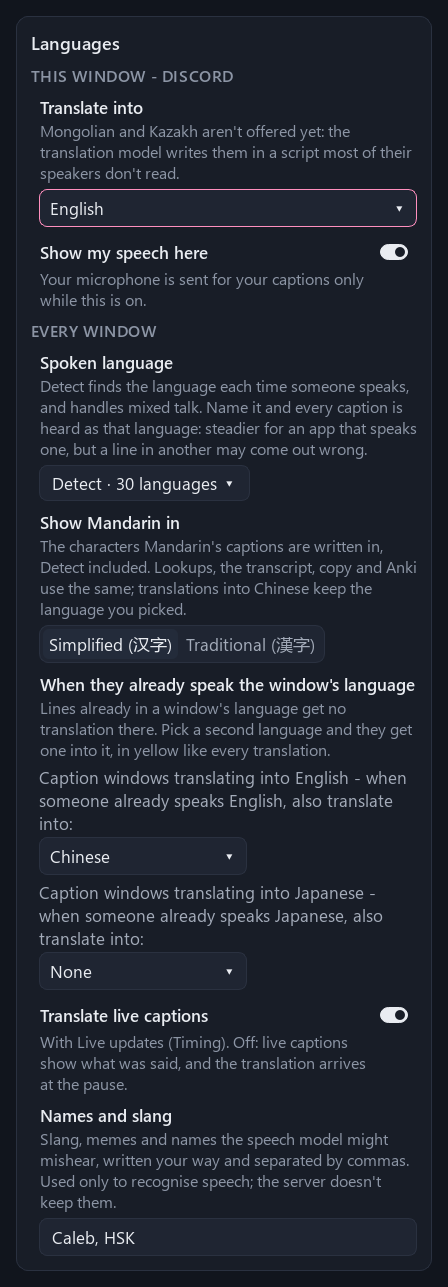 Languages
THIS WINDOW - DISCORD
Translate into
Mongolian and Kazakh aren't offered yet: the
translation model writes them in a script most of their
speakers don't read.
English
Show my speech here
Your microphone is sent for your captions only
while this is on.
EVERY WINDOW
Spoken language
Detect finds the language each time someone speaks,
and handles mixed talk. Name it and every caption is
heard as that language: steadier for an app that speaks
one, but a line in another may come out wrong.
Detect · 30 languages
Show Mandarin in
The characters Mandarin's captions are written in,
Detect included. Lookups, the transcript, copy and Anki
use the same; translations into Chinese keep the
language you picked.
Simplified (汉字) Traditional (漢字)
When they already speak the window's language
Lines already in a window's language get no
translation there. Pick a second language and they get
one into it, in yellow like every translation.
Caption windows translating into English - when
someone already speaks English, also translate
into:
Chinese
Caption windows translating into Japanese -
when someone already speaks Japanese, also
translate into:
None
Translate live captions
With Live updates (Timing). Off: live captions
show what was said, and the translation arrives
at the pause.
Names and slang
Slang, memes and names the speech model might
mishear, written your way and separated by commas.
Used only to recognise speech; the server doesn't
keep them.
Caleb, HSK